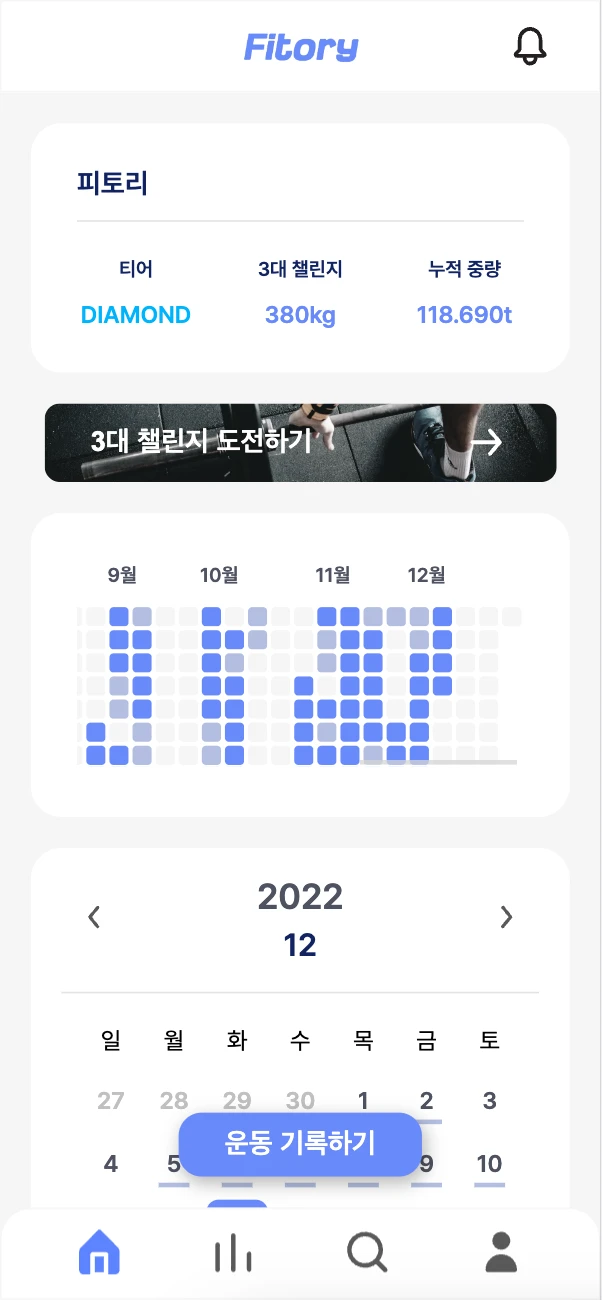 Fitory
피토리
티어 3대 챌린지 누적 중량
DIAMOND 380kg 118.690t
3대 챌린지 도전하기
9월 10월 11월 12월
2022
12
일 월 화 수 목 금 토
27 28 29 30 1 2 3
4 5 9 10
운동 기록하기